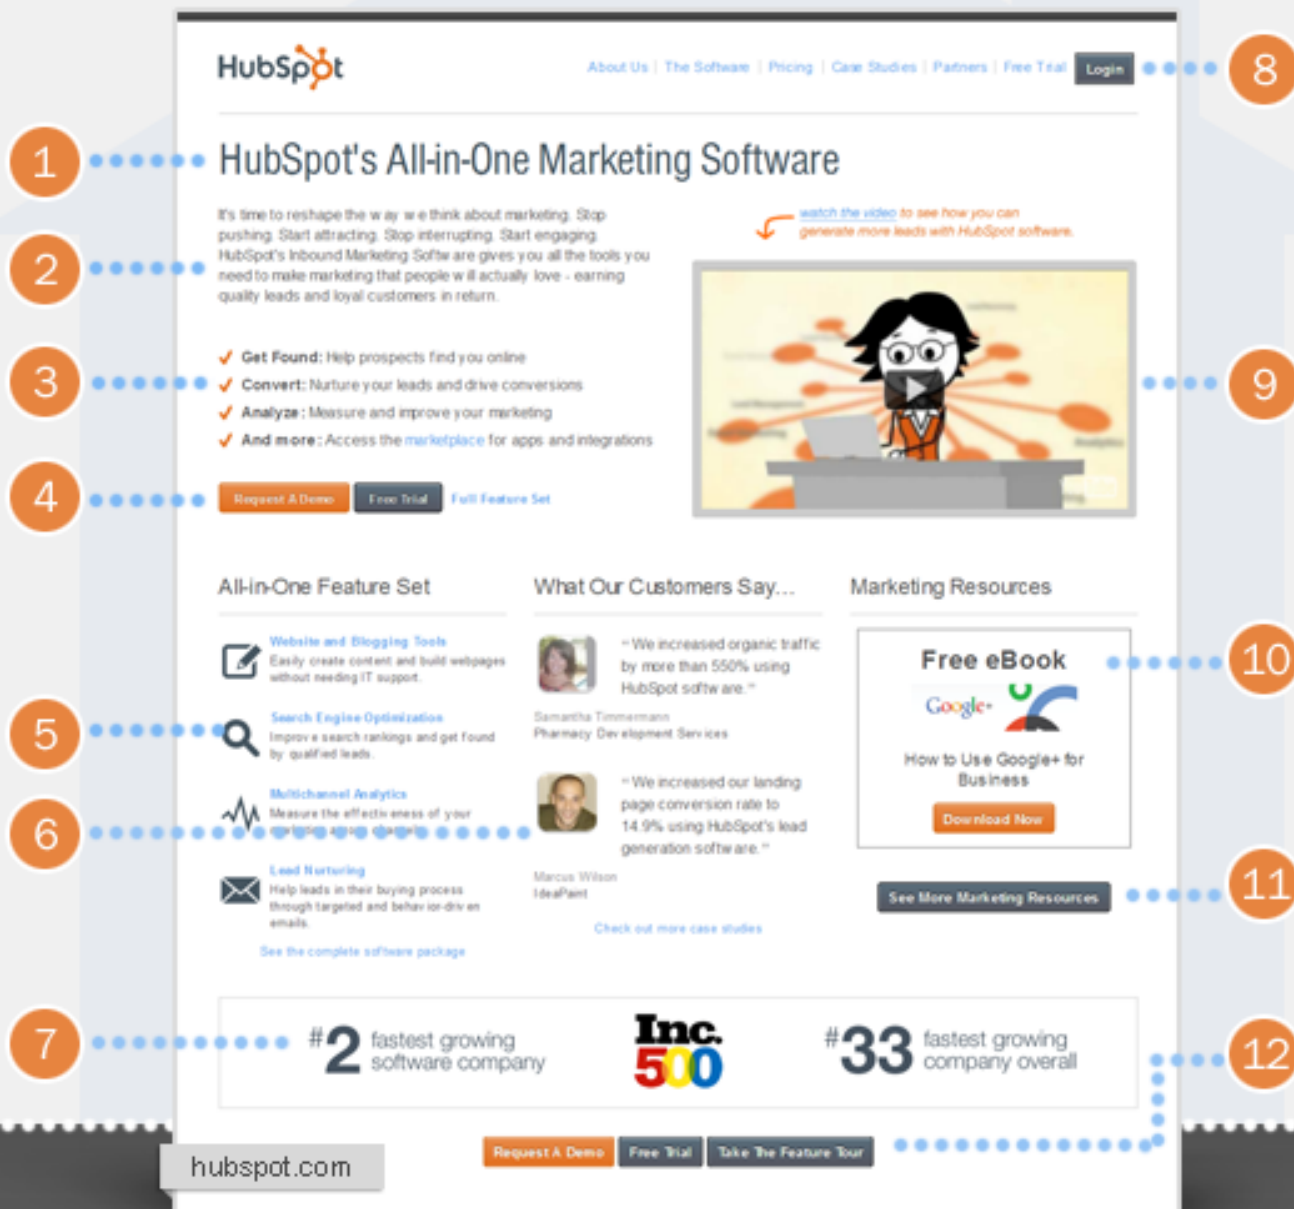 HubSpot
About Us | The Software | Pricing | Case Studies | Partners | Free Trial
Login
8
1
HubSpot's All-in-One Marketing Software
2
It's time to reshape the way we think about marketing. Stop
pushing. Start attracting. Stop interrupting. Start engaging.
HubSpot's Inbound Marketing Software gives you all the tools you
need to make marketing that people will actually love - earning
quality leads and loyal customers in return.
watch the video to see how you can
generate more leads with HubSpot software.
3
Get Found: Help prospects find you online
Convert: Nurture your leads and drive conversions
Analyze: Measure and improve your marketing
And more: Access the marketplace for apps and integrations
9
4
Request A Demo
Free Trial
Full Feature Set
All-in-One Feature Set
Website and Blogging Tools
Easily create content and build webpages
without needing IT support.
5
Search Engine Optimization
Improve search rankings and get found
by qualified leads.
Multichannel Analytics
Measure the effectiveness of your
Lead Nurturing
Help leads in their buying process
through targeted and behavior-driven
emails.
See the complete software package
What Our Customers Say...
"We increased organic traffic
by more than 550% using
HubSpot software."
Samantha Timmermann
Pharmacy Development Services
6
"We increased our landing
page conversion rate to
14.9% using HubSpot's lead
generation software."
Marcus Wilson
IdeaPaint
Check out more case studies
Marketing Resources
Free eBook
10
Google+
How to Use Google+ for
Business
Download Now
See More Marketing Resources
11
7
#2 fastest growing
software company
Inc.
500
#33 fastest growing
company overall
12
Request A Demo
Free Trial
Take The Feature Tour
hubspot.com